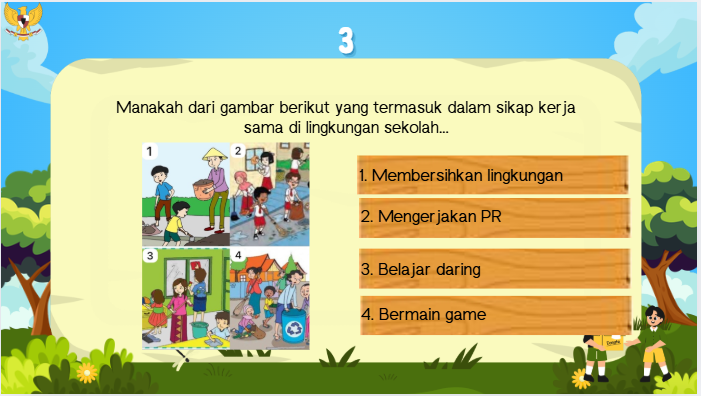 3
Manakah dari gambar berikut yang termasuk dalam sikap kerja
sama di lingkungan sekolah...
1
2
3
4
1. Membersihkan lingkungan
2. Mengerjakan PR
3. Belajar daring
4. Bermain game